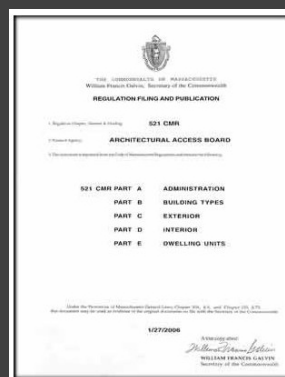 THE COMMONWEALTH OF MASSACHUSETTS
William Francis Galvin, Secretary of the Commonwealth
REGULATION FILING AND PUBLICATION
521 CMR
ARCHITECTURAL ACCESS BOARD
521 CMR PART A ADMINISTRATION
PART B BUILDING TYPES
PART C EXTERIOR
PART D INTERIOR
PART E DWELLING UNITS
1/27/2006
WILLIAM FRANCIS GALVIN
Secretary of the Commonwealth